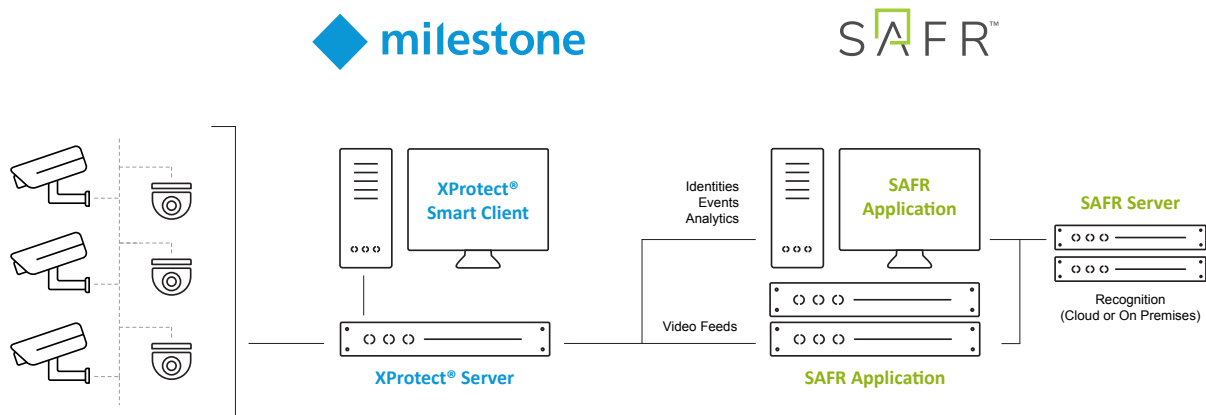 milestone
SAFR™
XProtect®
Smart Client
Identities
Events
Analytics
SAFR
Application
SAFR Server
Recognition
(Cloud or On Premises)
Video Feeds
XProtect® Server
SAFR Application